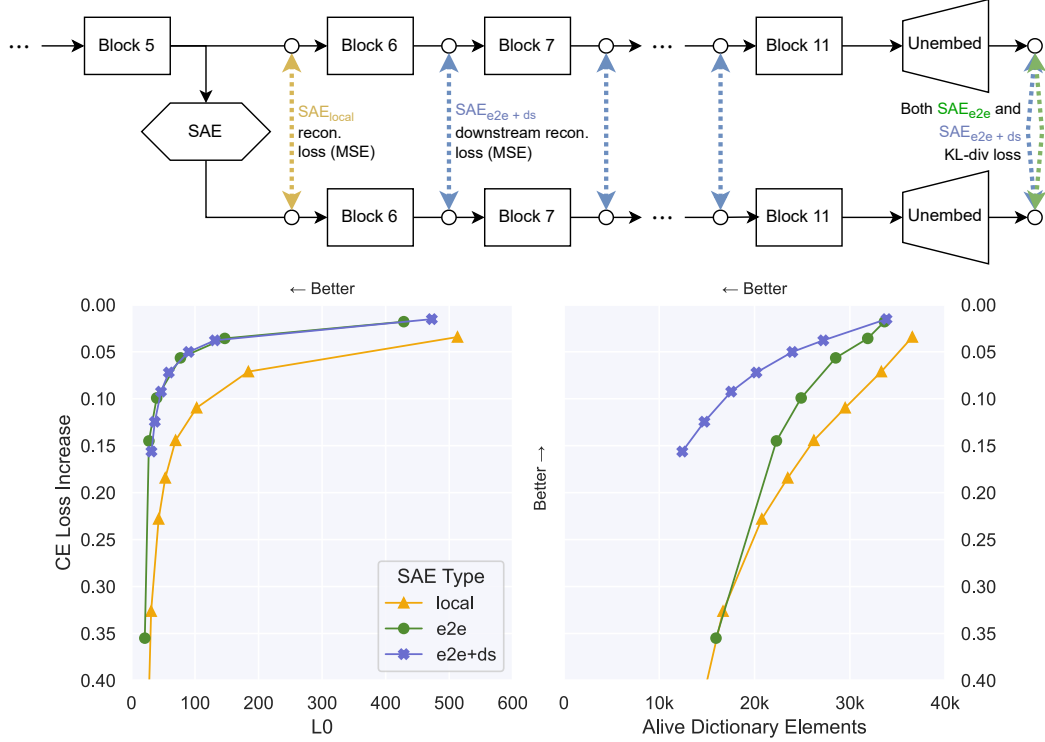 ... Block 5 Block 6 Block 7 ... Block 11 Unembed
SAE
SAElocal
recon.
loss (MSE)
SAEe2e + ds
downstream recon.
loss (MSE)
Both SAEe2e and
SAEe2e + ds
KL-div loss
Block 6 Block 7 ... Block 11 Unembed
← Better
← Better
0.00
0.05
0.10
0.15
0.20
0.25
0.30
0.35
0.40
CE Loss Increase
0 100 200 300 400 500 600
L0
SAE Type
local
e2e
e2e+ds
Better →
0 10k 20k 30k 40k
Alive Dictionary Elements
0.00
0.05
0.10
0.15
0.20
0.25
0.30
0.35
0.40